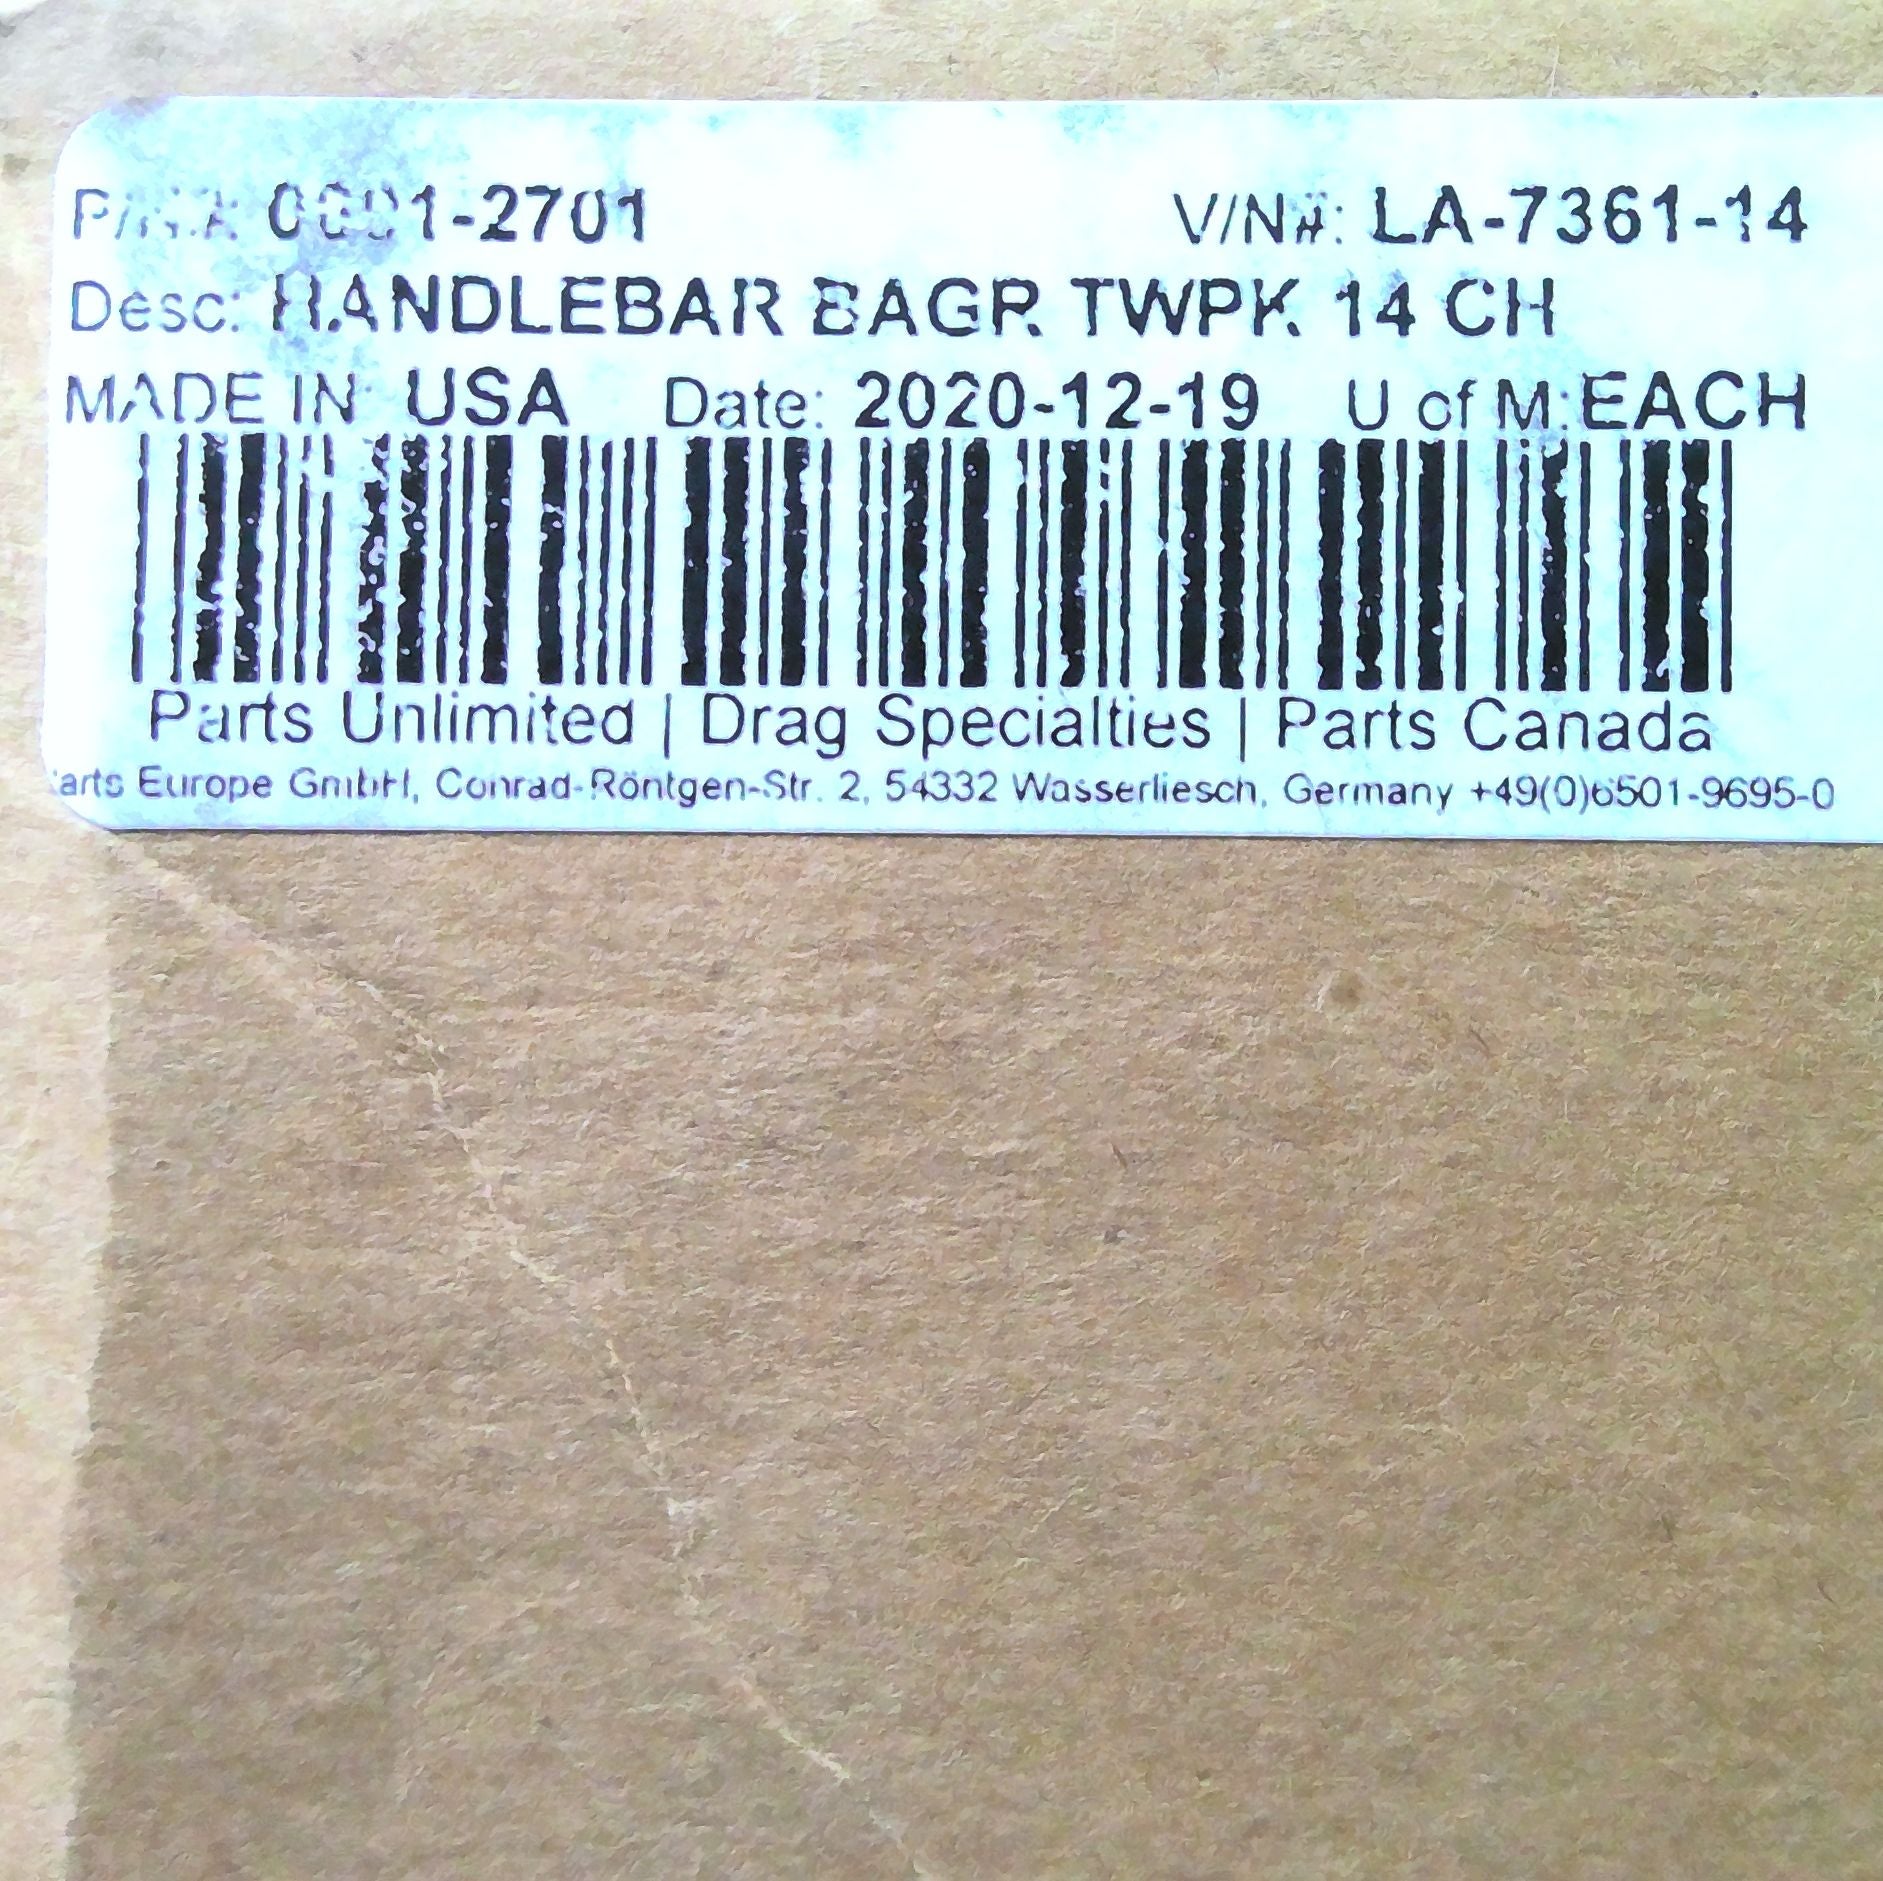 V/N#: LA-7361-14
Desc: HANDLEBAR BAGR TWPK 14 CH
MADE IN: USA Date: 2020-12-19 U of M: EACH
Parts Unlimited | Drag Specialties | Parts Canada
Parts Europe GmbH, Conrad-Röntgen-Str. 2, 54332 Wasserliesch, Germany +49(0)6501-9695-0